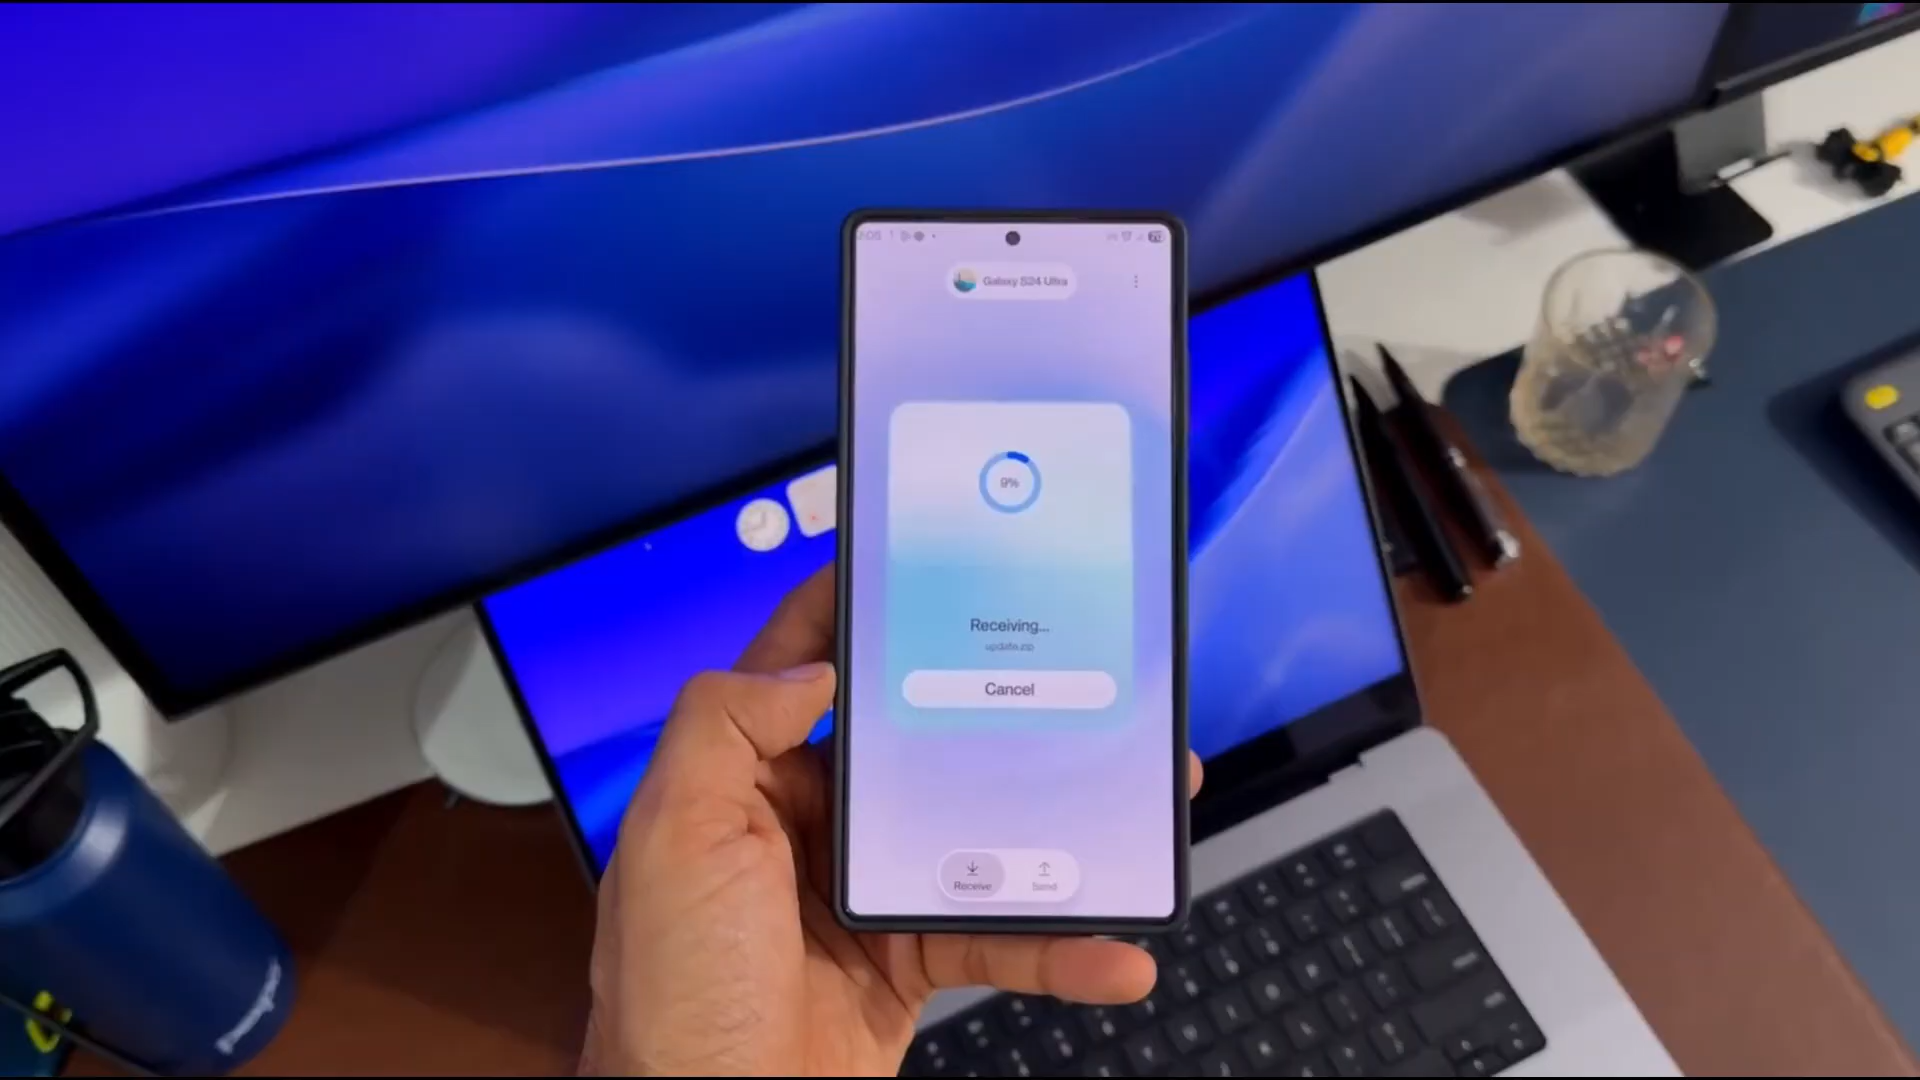 Galaxy S24 Ultra
9%
Receiving...
update.zip
Cancel
Receive
Send